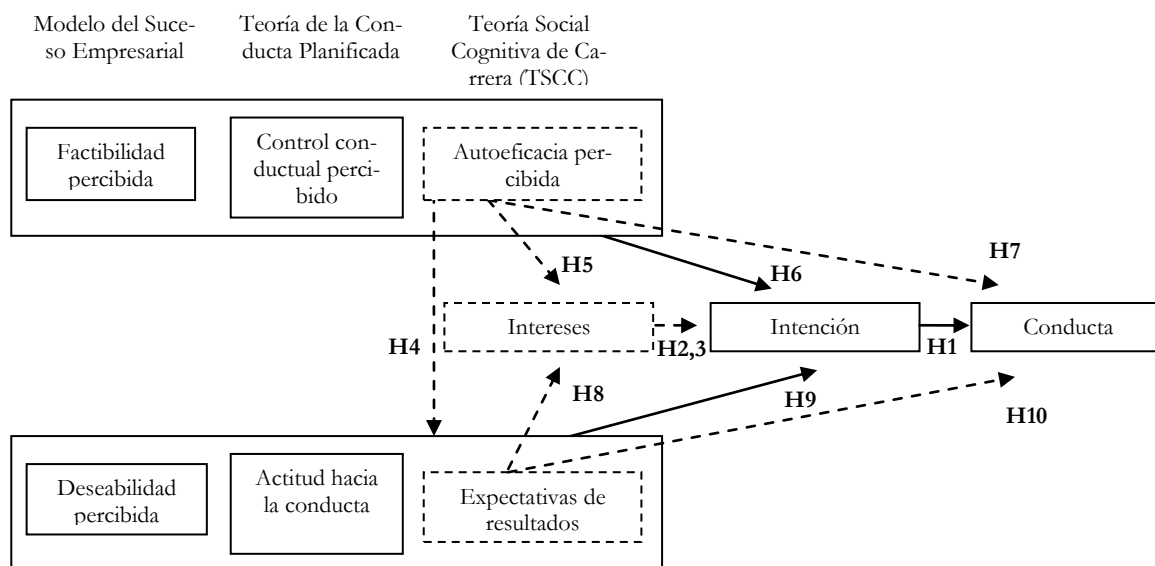 Modelo del Suce-
so Empresarial
Teoría de la Con-
ducta Planificada
Teoría Social
Cognitiva de Ca-
rrera (TSCC)
Factibilidad
percibida
Control con-
ductual perci-
bido
Autoeficacia per-
cibida
H5
H6
H7
H4
Intereses
H2,3
Intención
H1
Conducta
H8
H9
H10
Deseabilidad
percibida
Actitud hacia
la conducta
Expectativas de
resultados